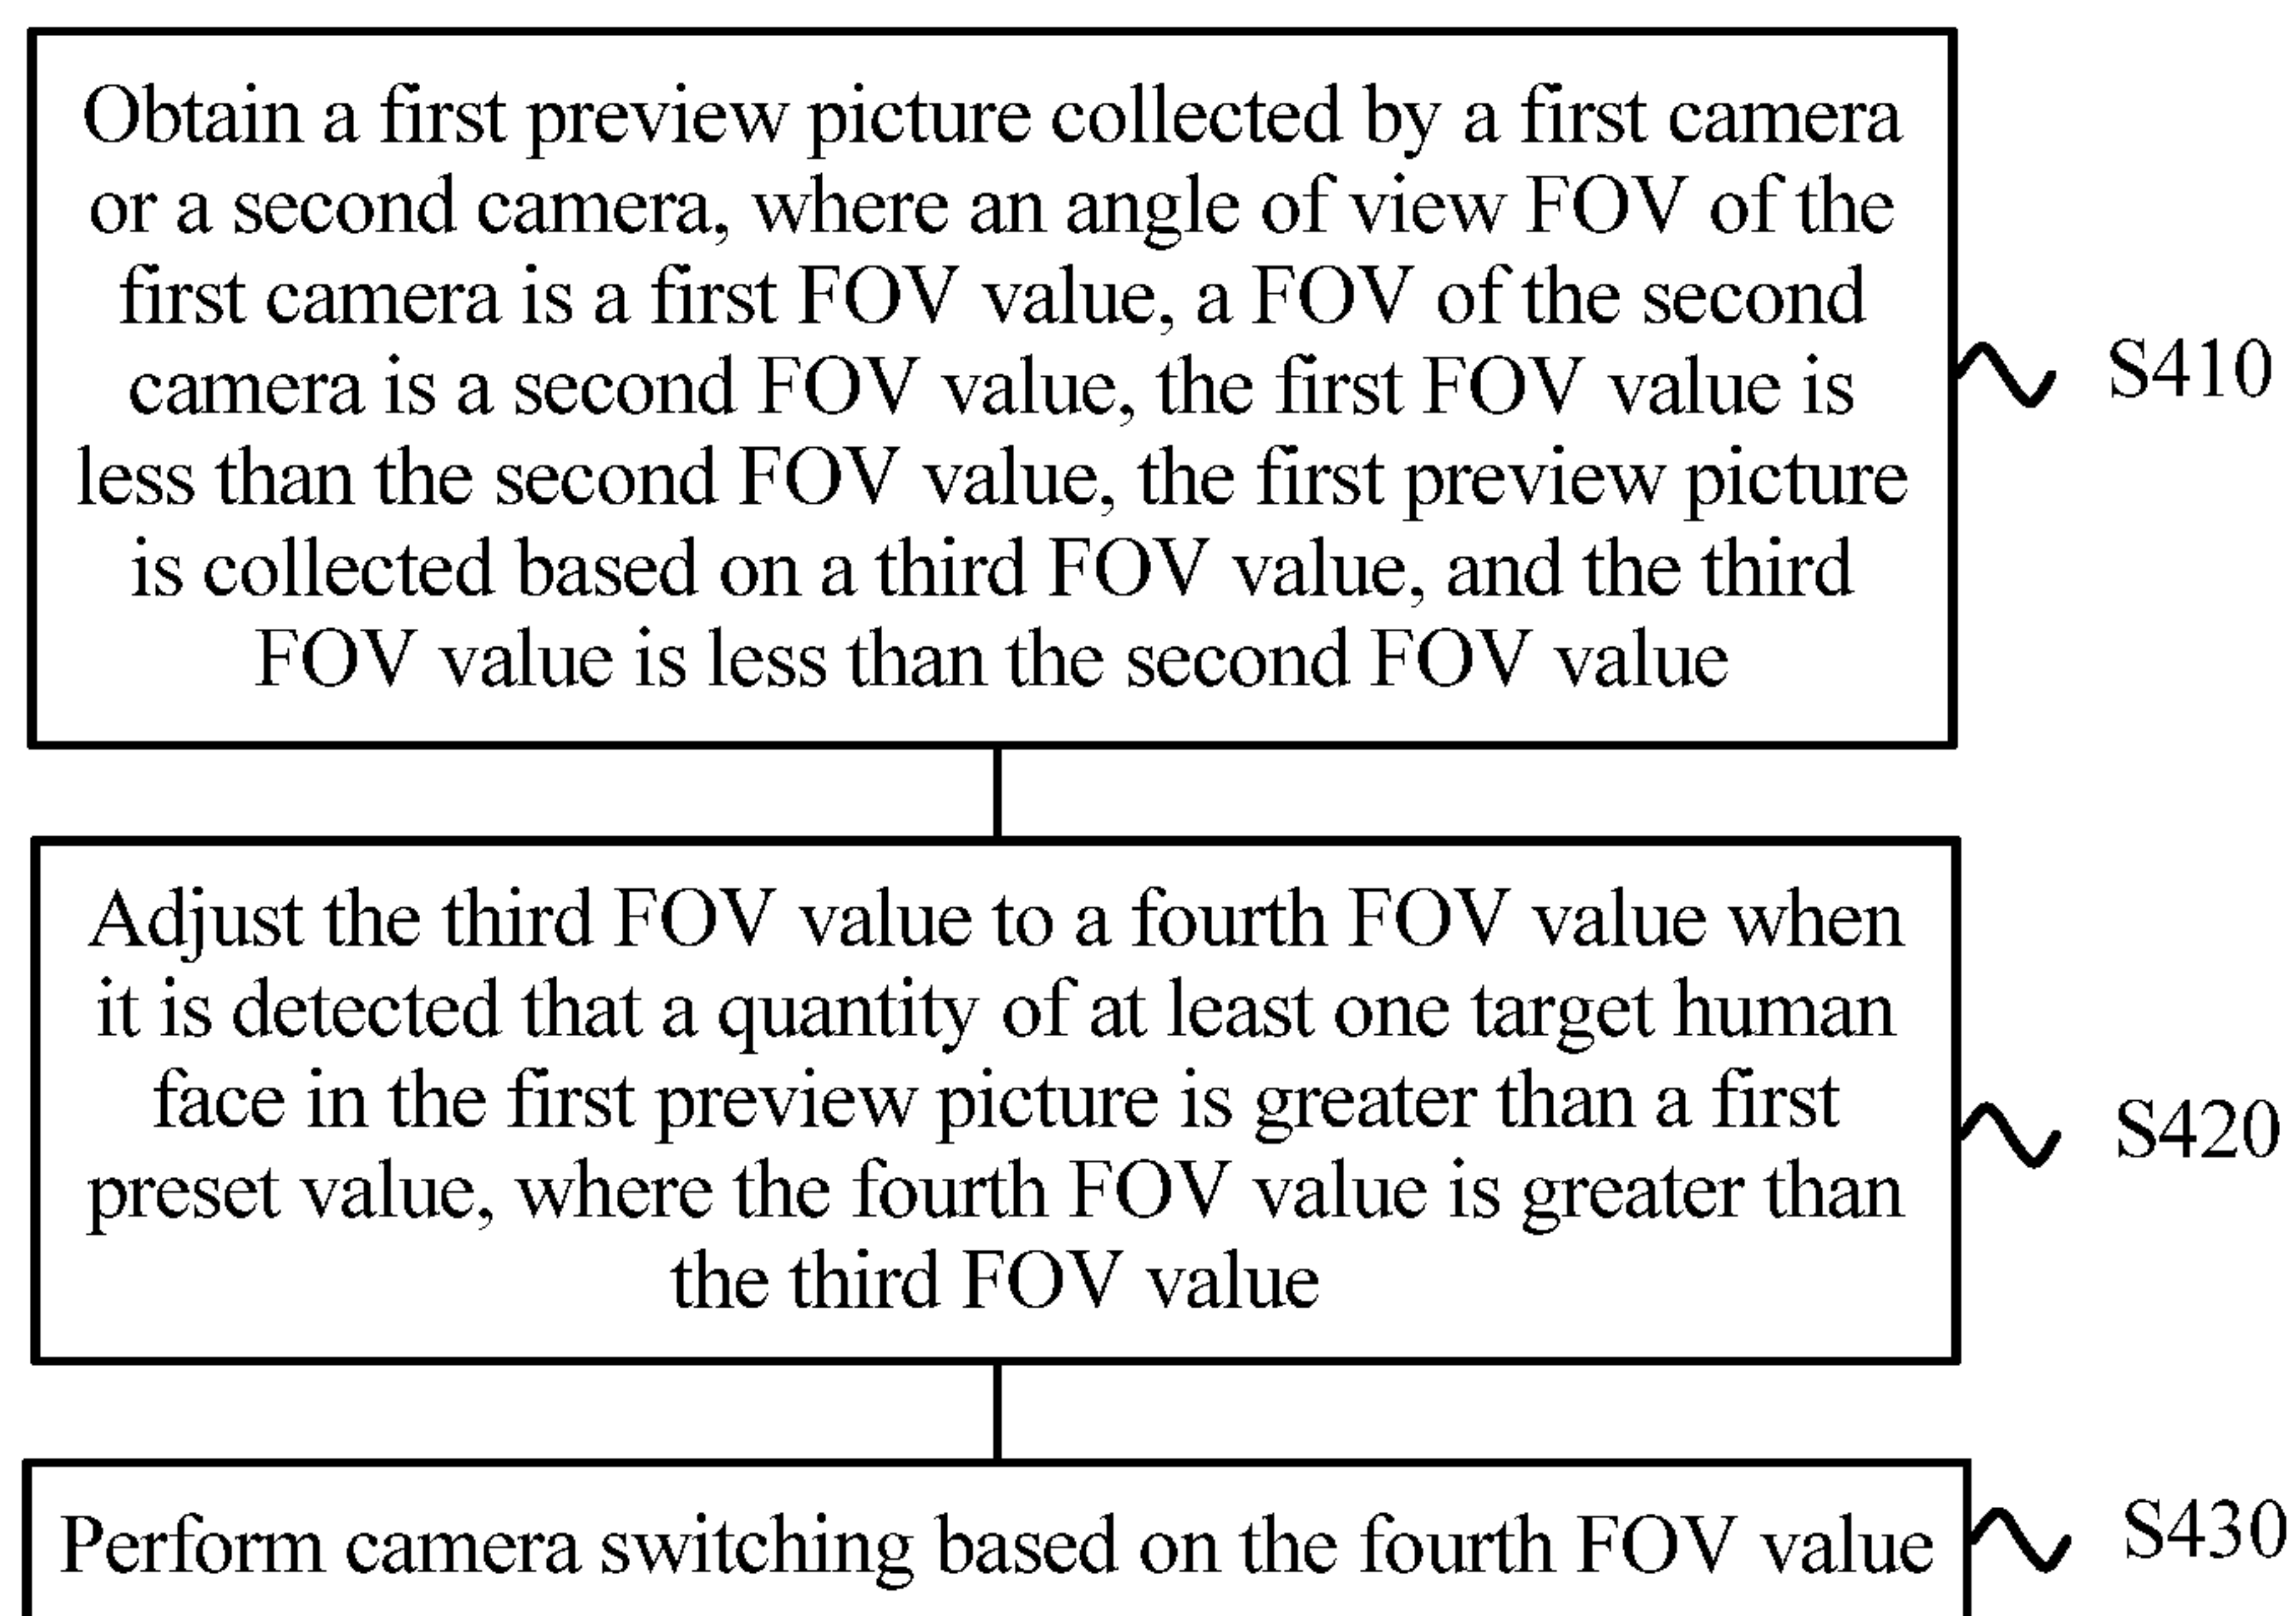 Obtain a first preview picture collected by a first camera
or a second camera, where an angle of view FOV of the
first camera is a first FOV value, a FOV of the second
camera is a second FOV value, the first FOV value is
less than the second FOV value, the first preview picture
is collected based on a third FOV value, and the third
FOV value is less than the second FOV value
S410
Adjust the third FOV value to a fourth FOV value when
it is detected that a quantity of at least one target human
face in the first preview picture is greater than a first
preset value, where the fourth FOV value is greater than
the third FOV value
S420
Perform camera switching based on the fourth FOV value
S430